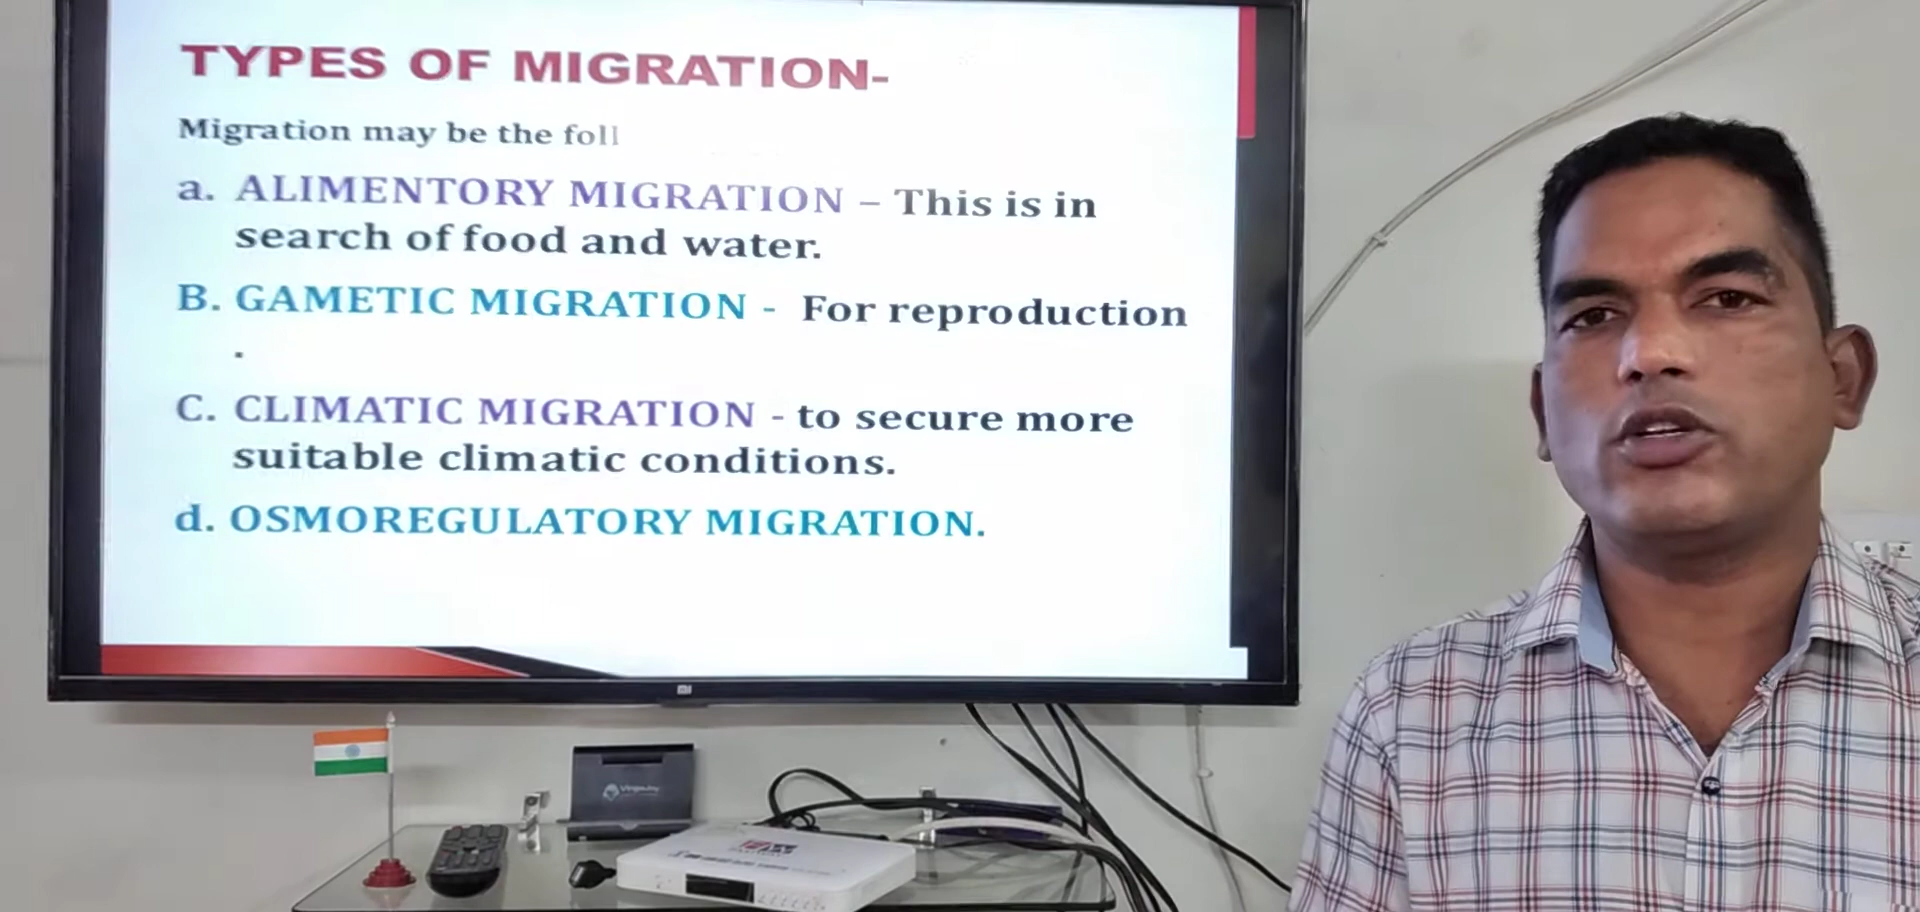 TYPES OF MIGRATION-
Migration may be the foll
a. ALIMENTORY MIGRATION – This is in
search of food and water.
B. GAMETIC MIGRATION - For reproduction
.
C. CLIMATIC MIGRATION - to secure more
suitable climatic conditions.
d. OSMOREGULATORY MIGRATION.
mi